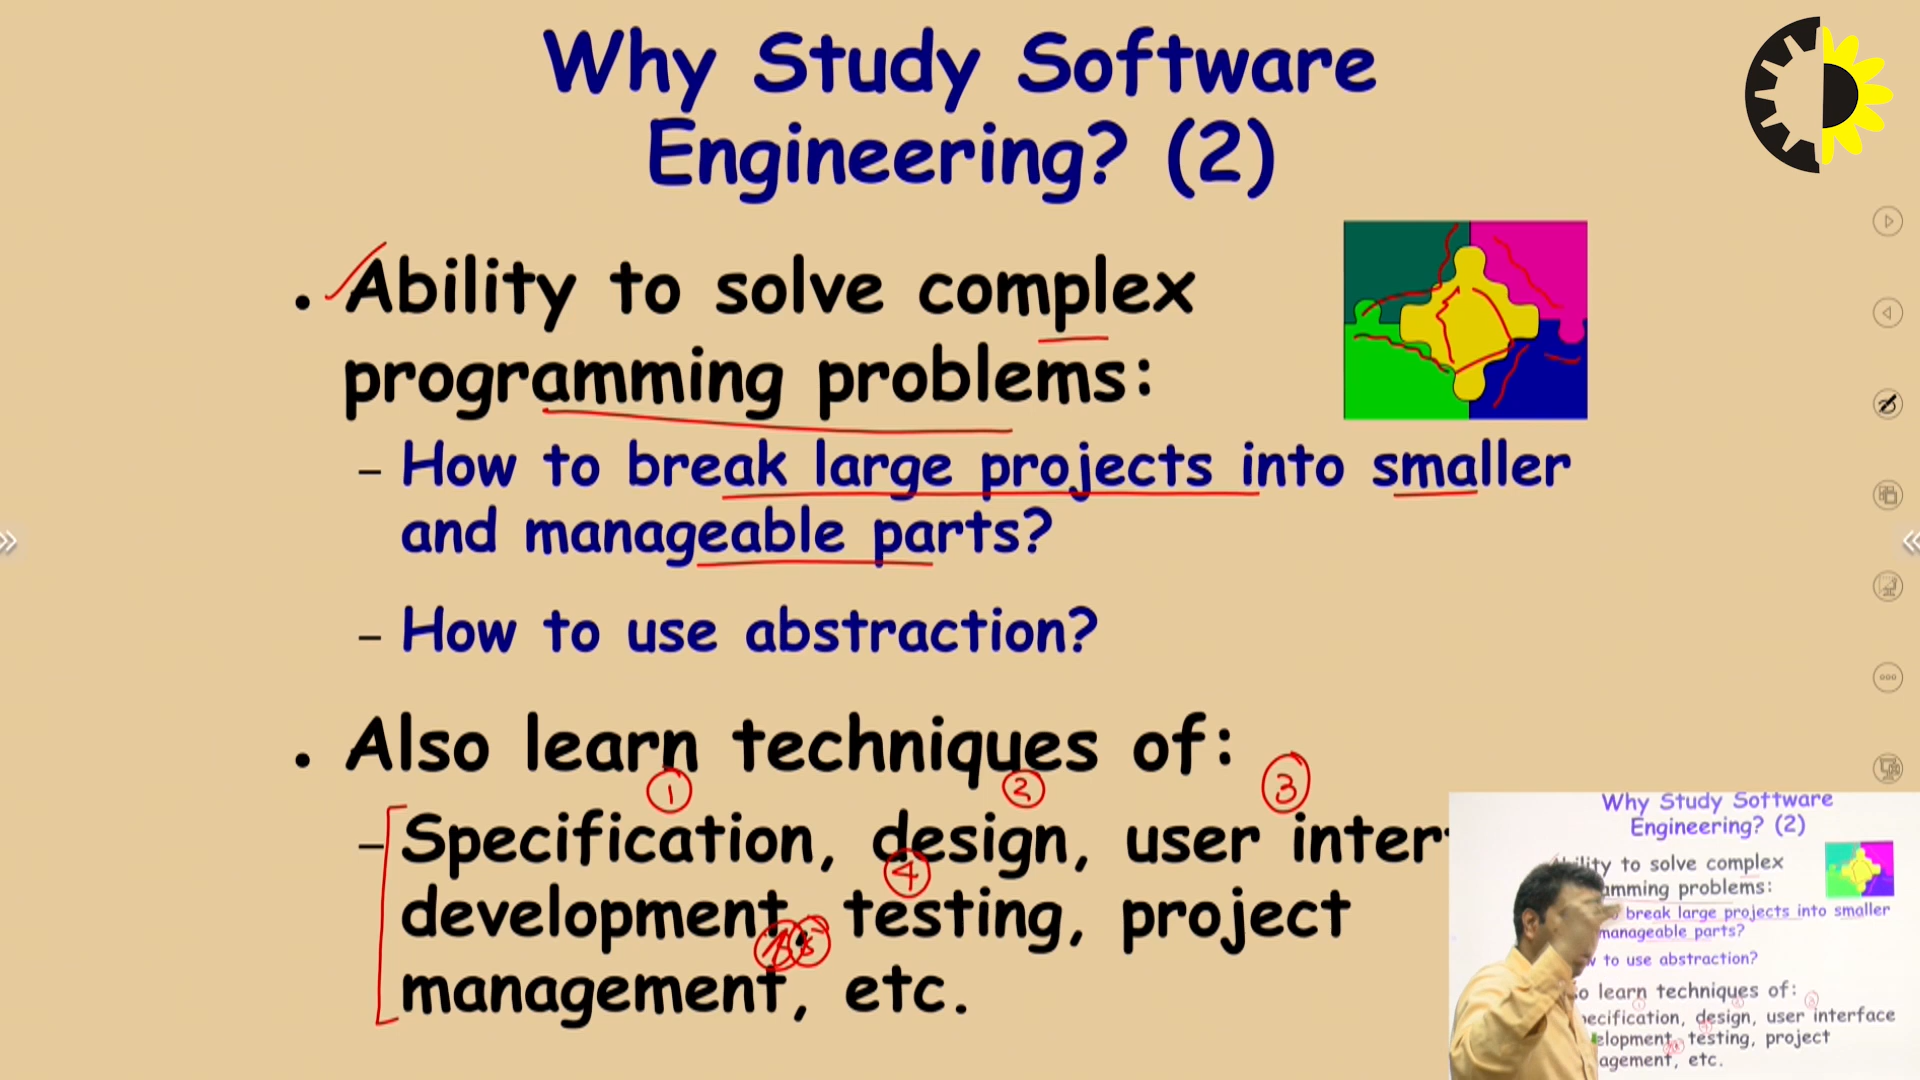 Why Study Software
Engineering? (2)
• Ability to solve complex
programming problems:
– How to break large projects into smaller
and manageable parts?
– How to use abstraction?
• Also learn techniques of:
1 2 3
– Specification, design, user inter
4
development, testing, project
5
management, etc.
Why Study Software
Engineering? (2)
to solve complex
problems:
break large projects into smaller
manageable parts?
to use abstraction?
learn techniques of:
design, user interface
testing, project
etc.